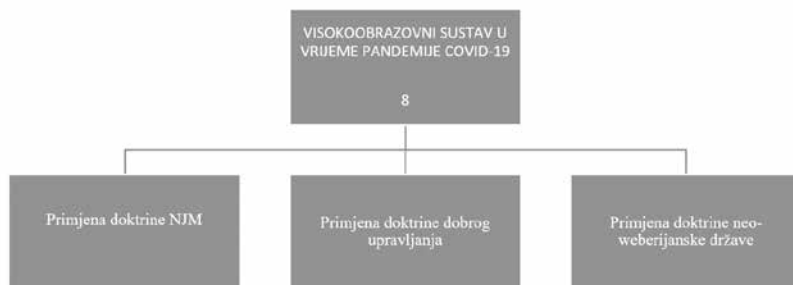 VISOKOOBRAZOVNI SUSTAV U
VRIJEME PANDEMIJE COVID-19
8
Primjena doktrine NJM
Primjena doktrine dobrog
upravljanja
Primjena doktrine neo-
weberijanske države